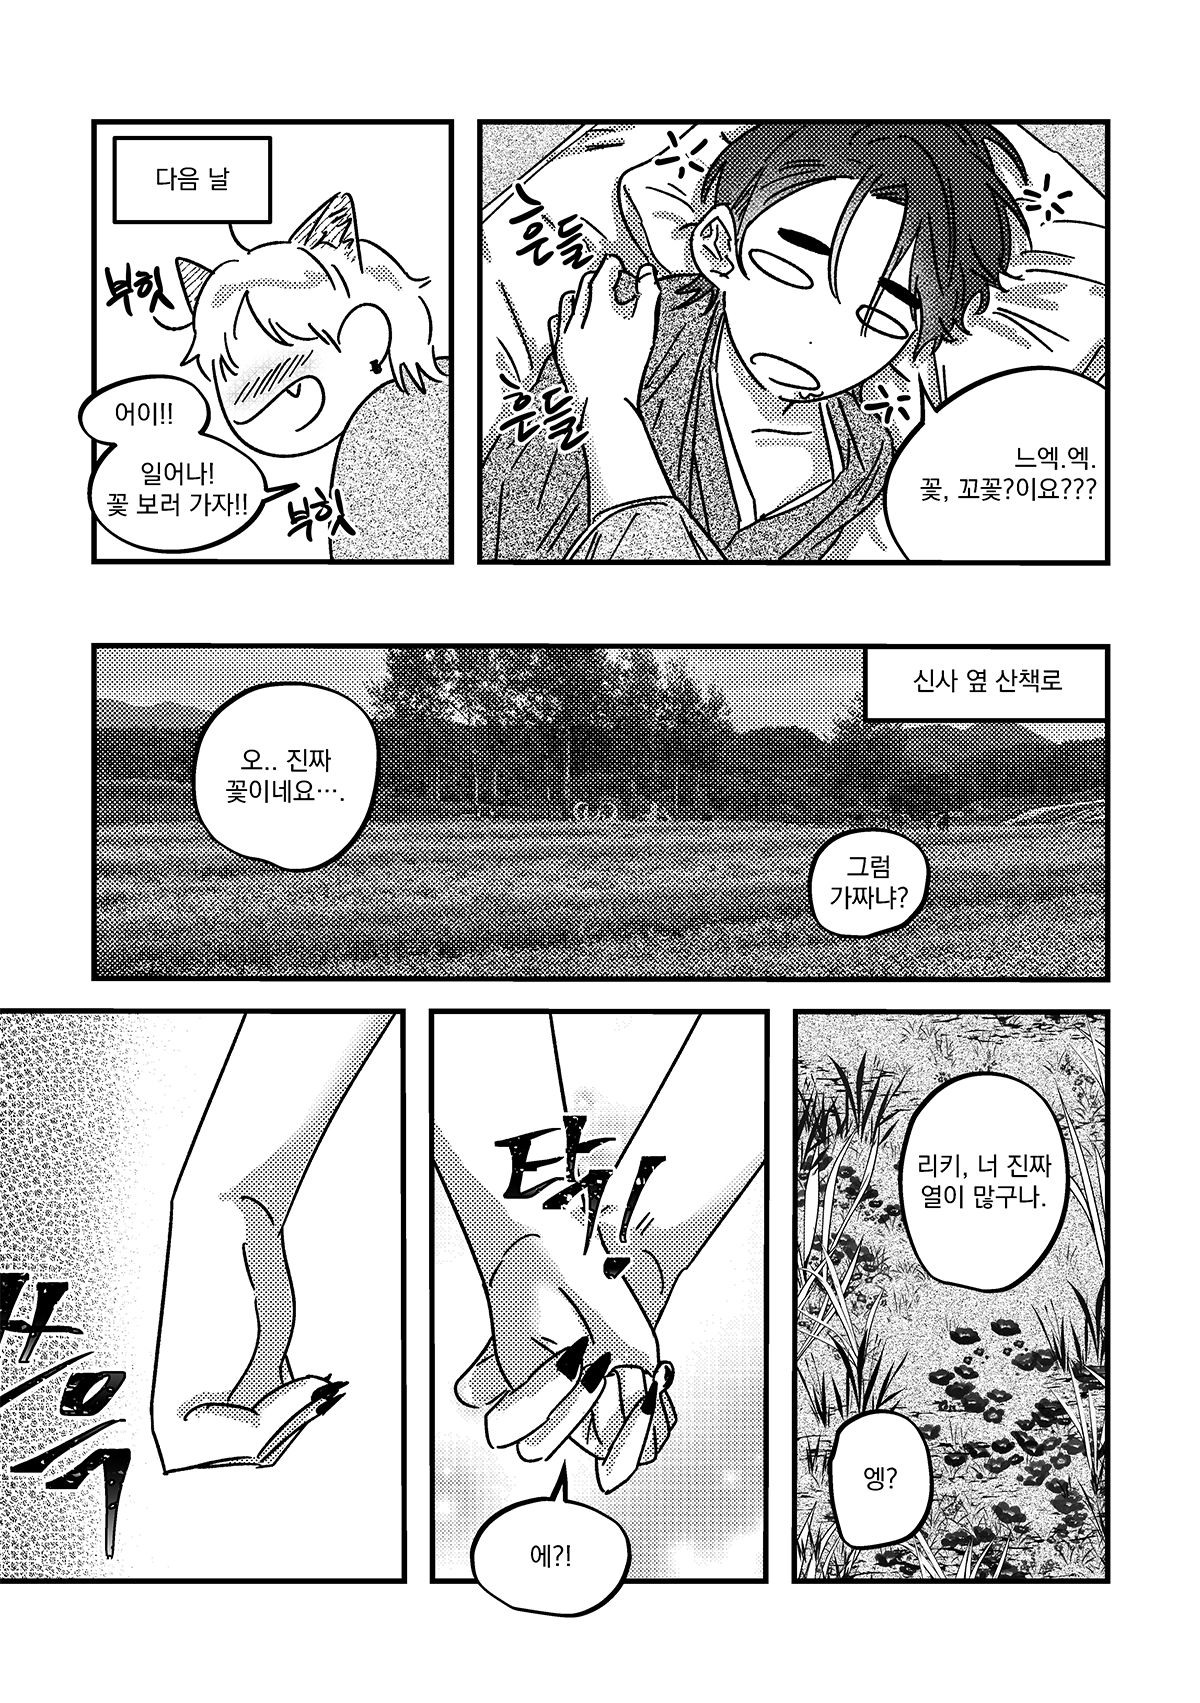 다음 날
부힛
어이!!
일어나!
꽃 보러 가자!!
부힛
흔들
흔들
느엑.엑.
꽃, 꼬꽃?이요???
신사 옆 산책로
오.. 진짜
꽃이네요….
그럼
가짜냐?
탁!
에?!
리키, 너 진짜
열이 많구나.
엥?